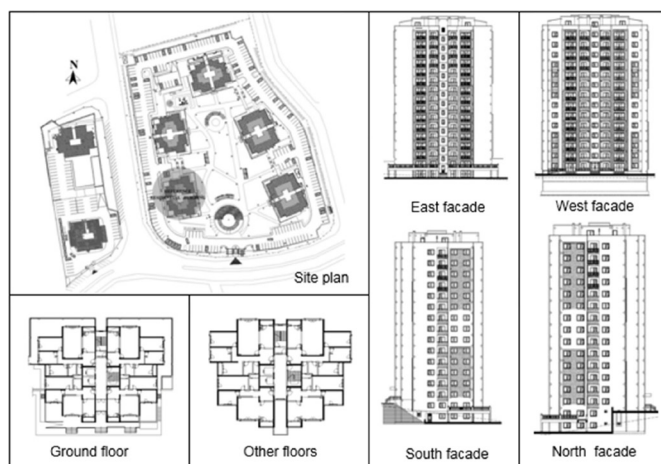 N
Site plan
East facade
West facade
Ground floor
Other floors
South facade
North facade